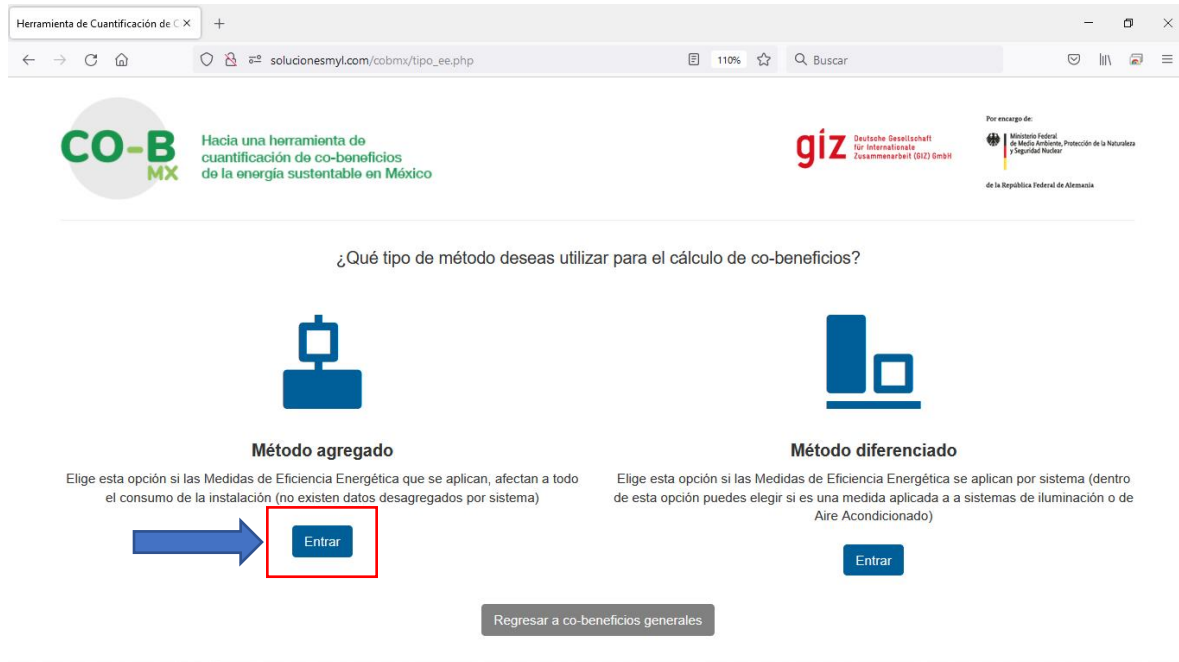 Herramienta de Cuantificación de C
solucionesmyl.com/cobmx/tipo_ee.php
110%
Buscar
CO-B
MX
Hacia una herramienta de
cuantificación de co-beneficios
de la energía sustentable en México
giz
Deutsche Gesellschaft
für Internationale
Zusammenarbeit (GIZ) GmbH
Por encargo de:
Ministerio Federal
de Medio Ambiente, Protección de la Naturaleza
y Seguridad Nuclear
de la República Federal de Alemania
¿Qué tipo de método deseas utilizar para el cálculo de co-beneficios?
Método agregado
Elige esta opción si las Medidas de Eficiencia Energética que se aplican, afectan a todo
el consumo de la instalación (no existen datos desagregados por sistema)
Entrar
Método diferenciado
Elige esta opción si las Medidas de Eficiencia Energética se aplican por sistema (dentro
de esta opción puedes elegir si es una medida aplicada a a sistemas de iluminación o de
Aire Acondicionado)
Entrar
Regresar a co-beneficios generales